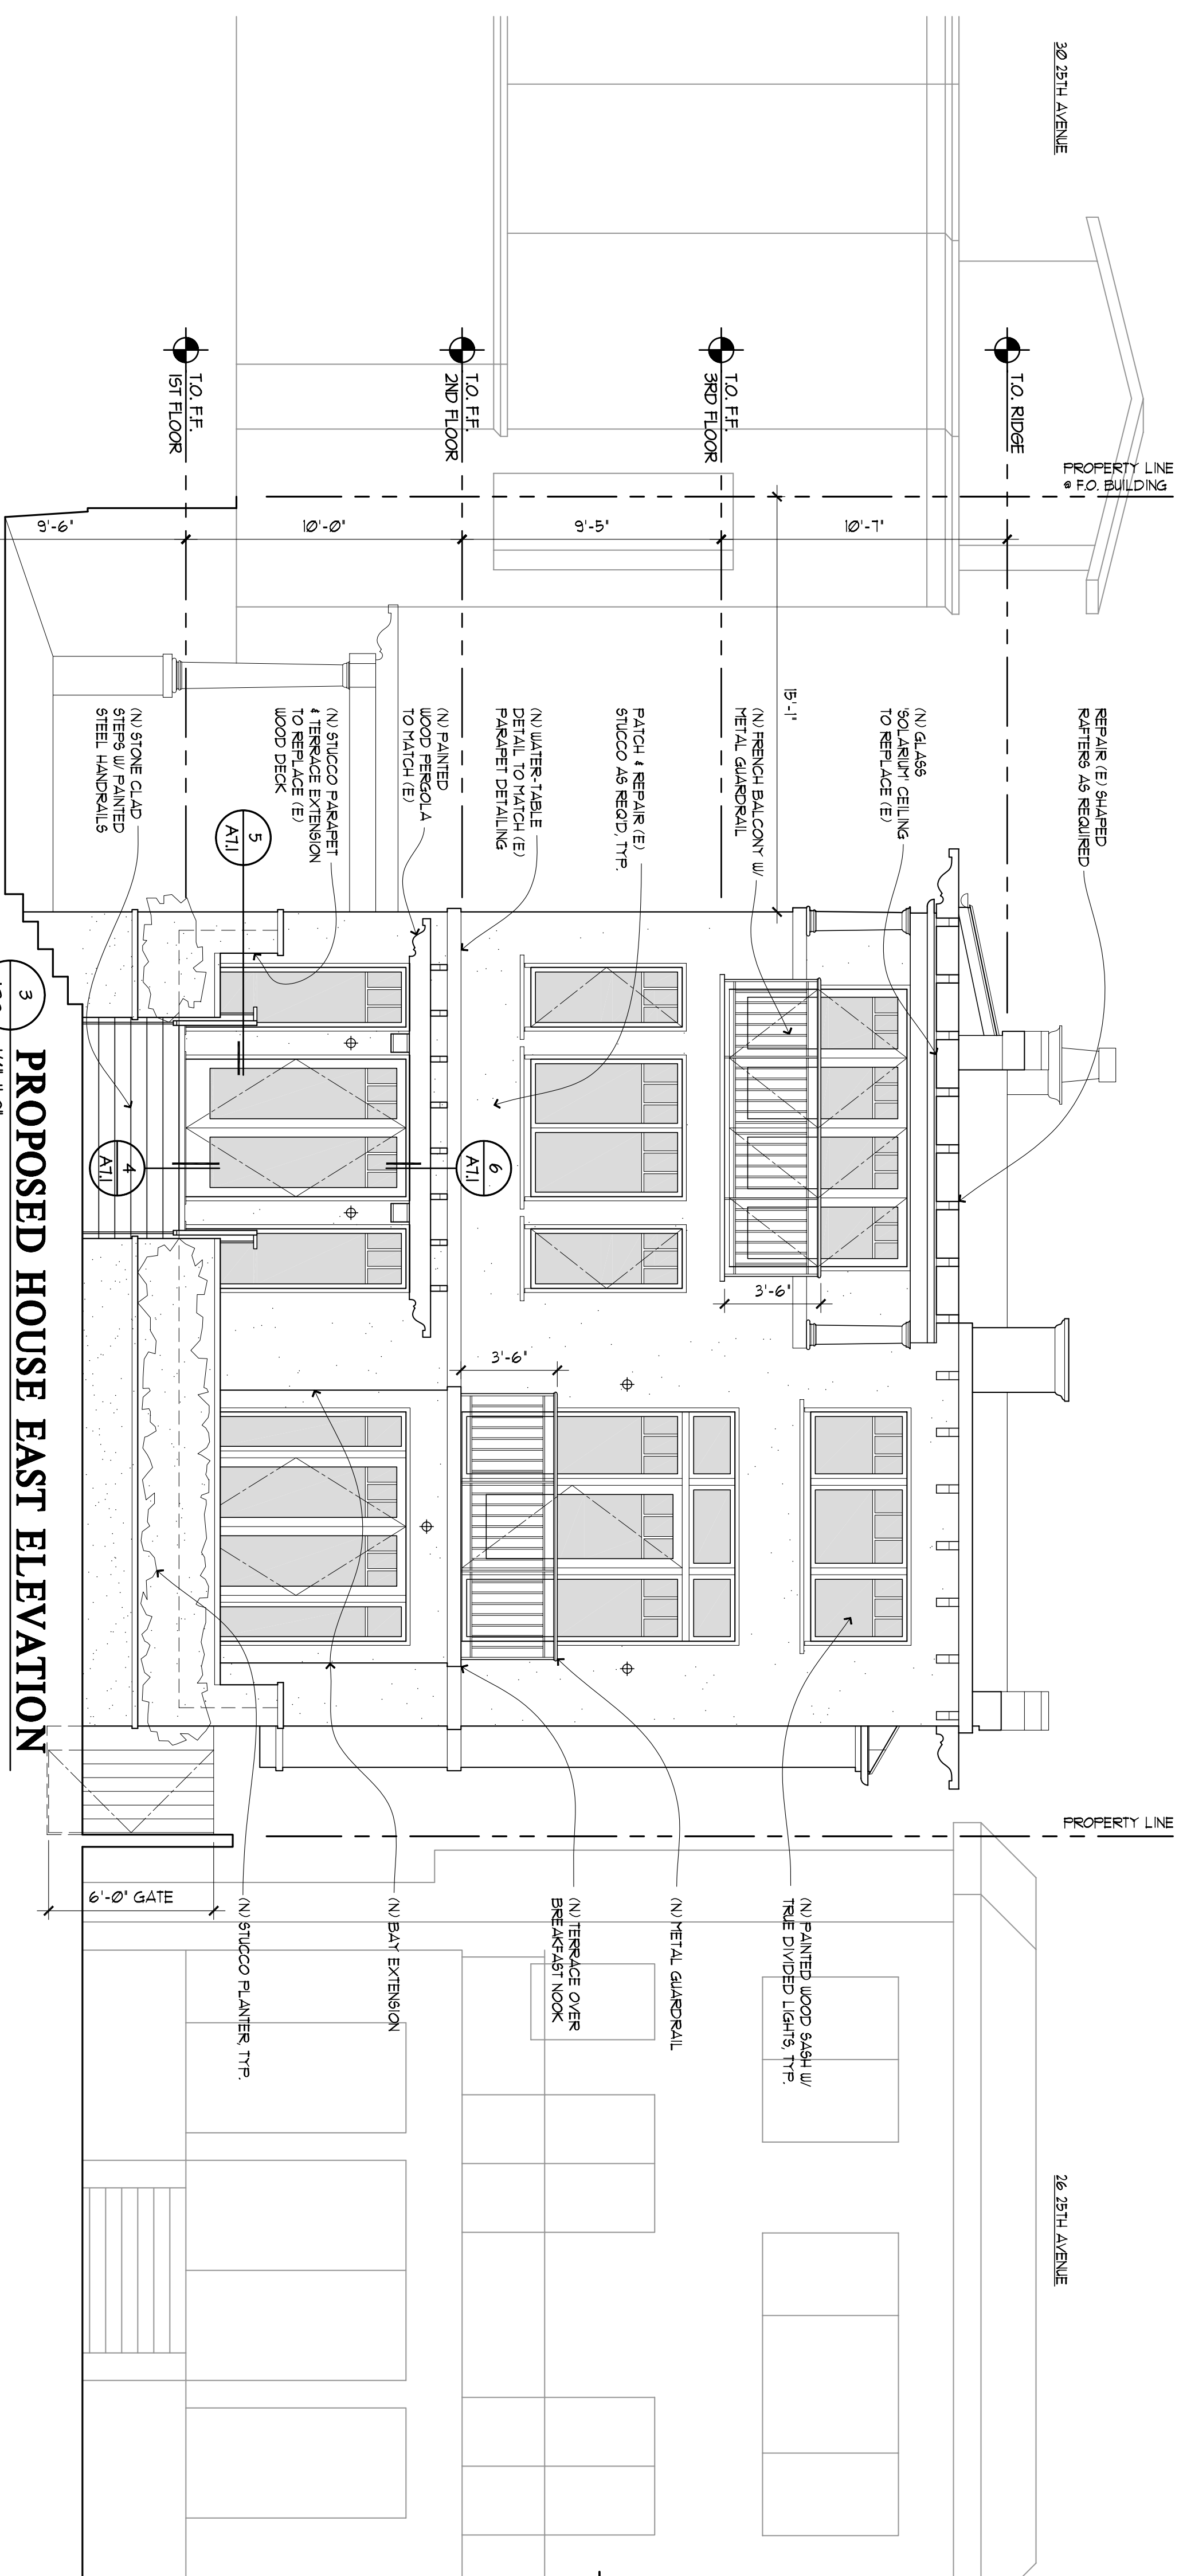 30 25TH AVENUE
PROPERTY LINE
@ F.O. BUILDING
T.O. RIDGE
T.O. F.F.
3RD FLOOR
T.O. F.F.
2ND FLOOR
T.O. F.F.
1ST FLOOR
10'-7"
9'-5"
10'-0"
9'-6"
15'-1"
REPAIR (E) SHAPED
RAFTERS AS REQUIRED
(N) GLASS
'SOLARIUM' CEILING
TO REPLACE (E)
(N) FRENCH BALCONY W/
METAL GUARDRAIL
PATCH & REPAIR (E)
STUCCO AS REQ'D, TYP.
(N) WATER-TABLE
DETAIL TO MATCH (E)
PARAPET DETAILING
(N) PAINTED
WOOD PERGOLA
TO MATCH (E)
(N) STUCCO PARAPET
& TERRACE EXTENSION
TO REPLACE (E)
WOOD DECK
(N) STONE CLAD
STEPS W/ PAINTED
STEEL HANDRAILS
5
A7.1
4
A7.1
6
A7.1
3'-6"
3'-6"
PROPERTY LINE
6'-0" GATE
(N) PAINTED WOOD SASH W/
TRUE DIVIDED LIGHTS, TYP.
(N) METAL GUARDRAIL
(N) TERRACE OVER
BREAKFAST NOOK
(N) BAY EXTENSION
(N) STUCCO PLANTER, TYP.
26 25TH AVENUE
3
PROPOSED HOUSE EAST ELEVATION